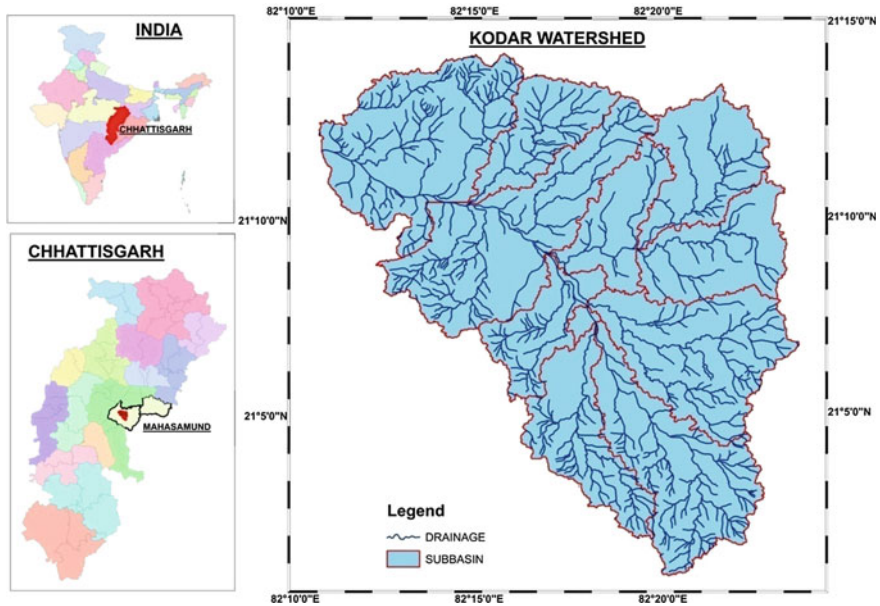 INDIA
CHHATTISGARH
CHHATTISGARH
MAHASAMUND
82°10'0"E 82°15'0"E 82°20'0"E
21°15'0"N
KODAR WATERSHED
21°10'0"N 21°10'0"N
21°5'0"N 21°5'0"N
Legend
DRAINAGE
SUBBASIN
82°10'0"E 82°15'0"E 82°20'0"E